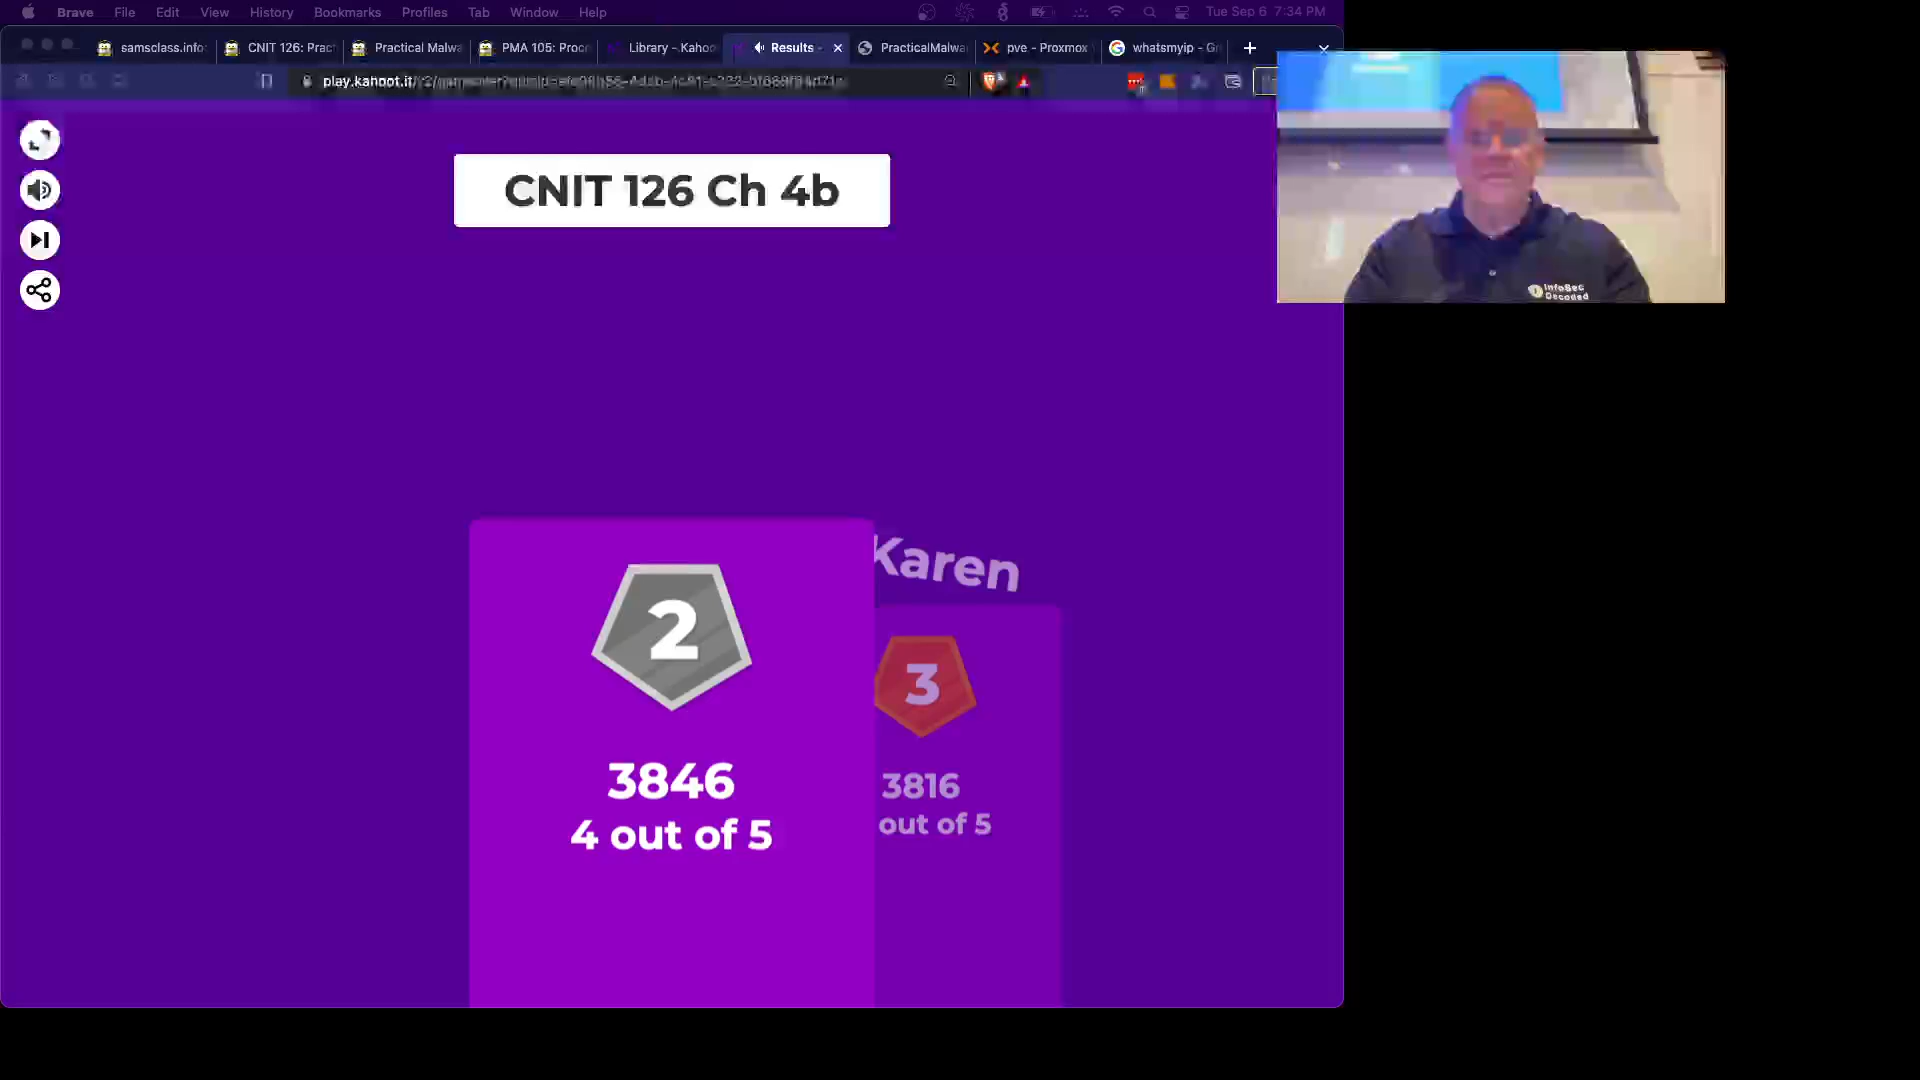 Brave File Edit View History Bookmarks Profiles Tab Window Help Tue Sep 6 7:34 PM
samsclass.info: CNIT 126: Pract Practical Malwa PMA 105: Proc Library - Kahoo Results - PracticalMalwa pve - Proxmox whatsmyip - G
play.kahoot.it/
CNIT 126 Ch 4b
InfoSec
Decoded
Karen
2
3
3846
3816
4 out of 5
out of 5